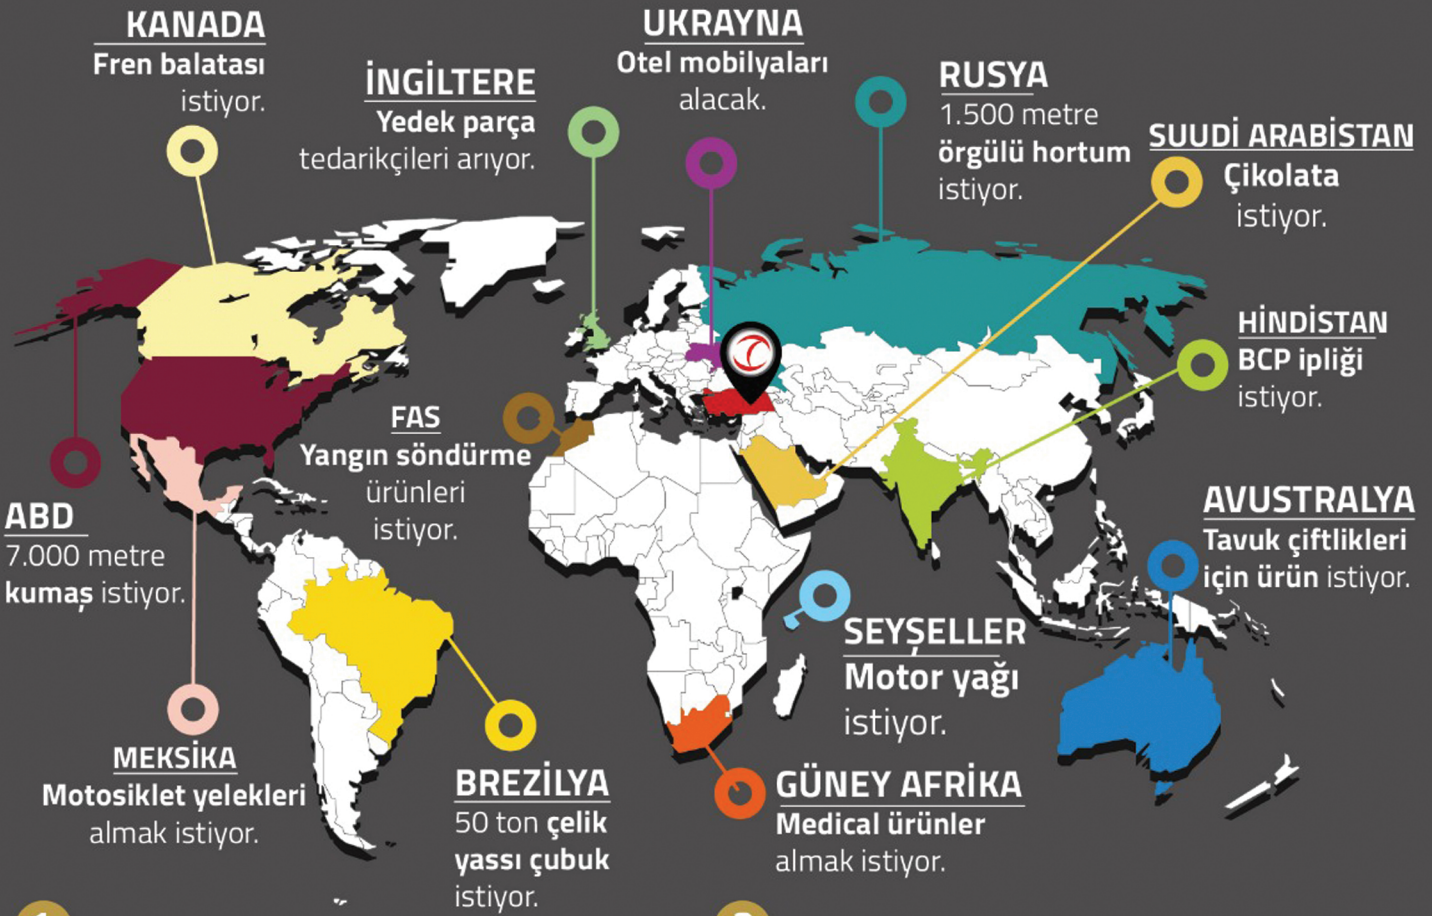 KANADA
Fren balatası
istiyor.
İNGİLTERE
Yedek parça
tedarikçileri arıyor.
UKRAYNA
Otel mobilyaları
alacak.
RUSYA
1.500 metre
örgülü hortum
istiyor.
SUUDİ ARABİSTAN
Çikolata
istiyor.
HİNDİSTAN
BCP ipliği
istiyor.
FAS
Yangın söndürme
ürünleri
istiyor.
ABD
7.000 metre
kumaş istiyor.
AVUSTRALYA
Tavuk çiftlikleri
için ürün istiyor.
SEYŞELLER
Motor yağı
istiyor.
MEKSİKA
Motosiklet yelekleri
almak istiyor.
BREZİLYA
50 ton çelik
yassı çubuk
istiyor.
GÜNEY AFRİKA
Medical ürünler
almak istiyor.